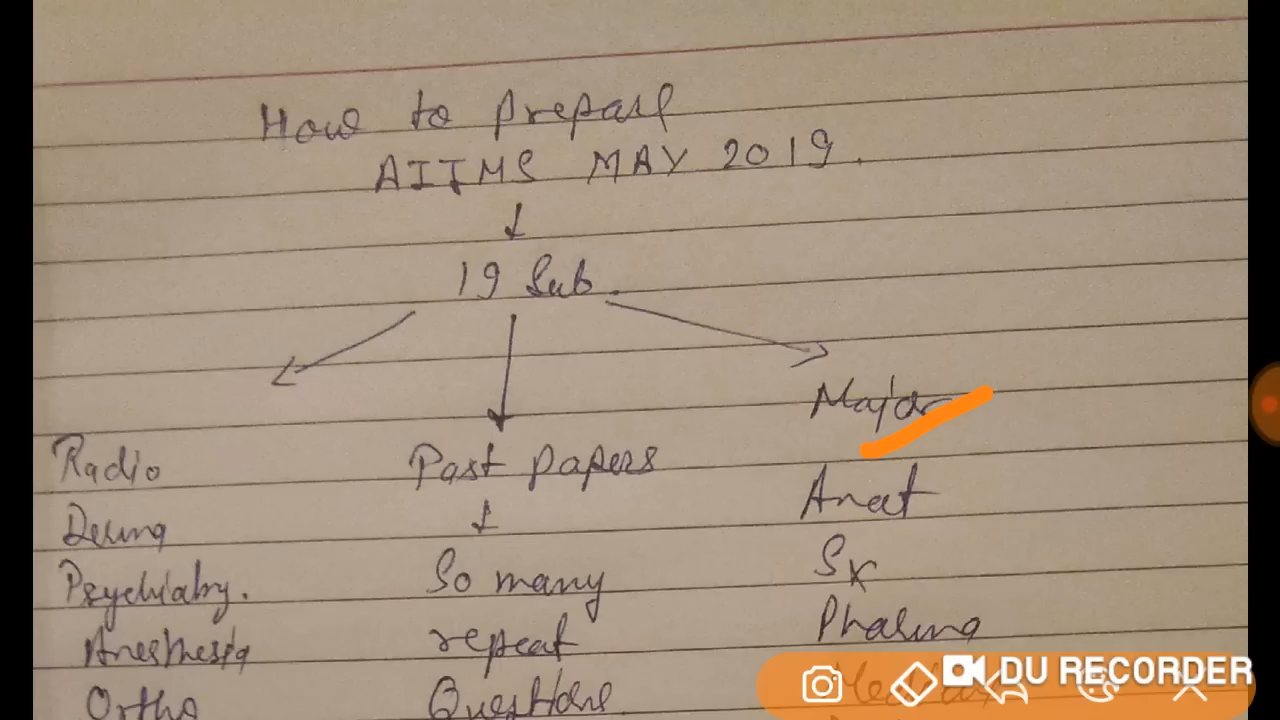 How to prepare
AIIMS MAY 2019.
19 Sub.
Radio
Derma
Psychiatry.
Anesthesia
Ortho
Past papers
So many
repeat
Questions
Major
Anat
Sx
Pharma
DU RECORDER